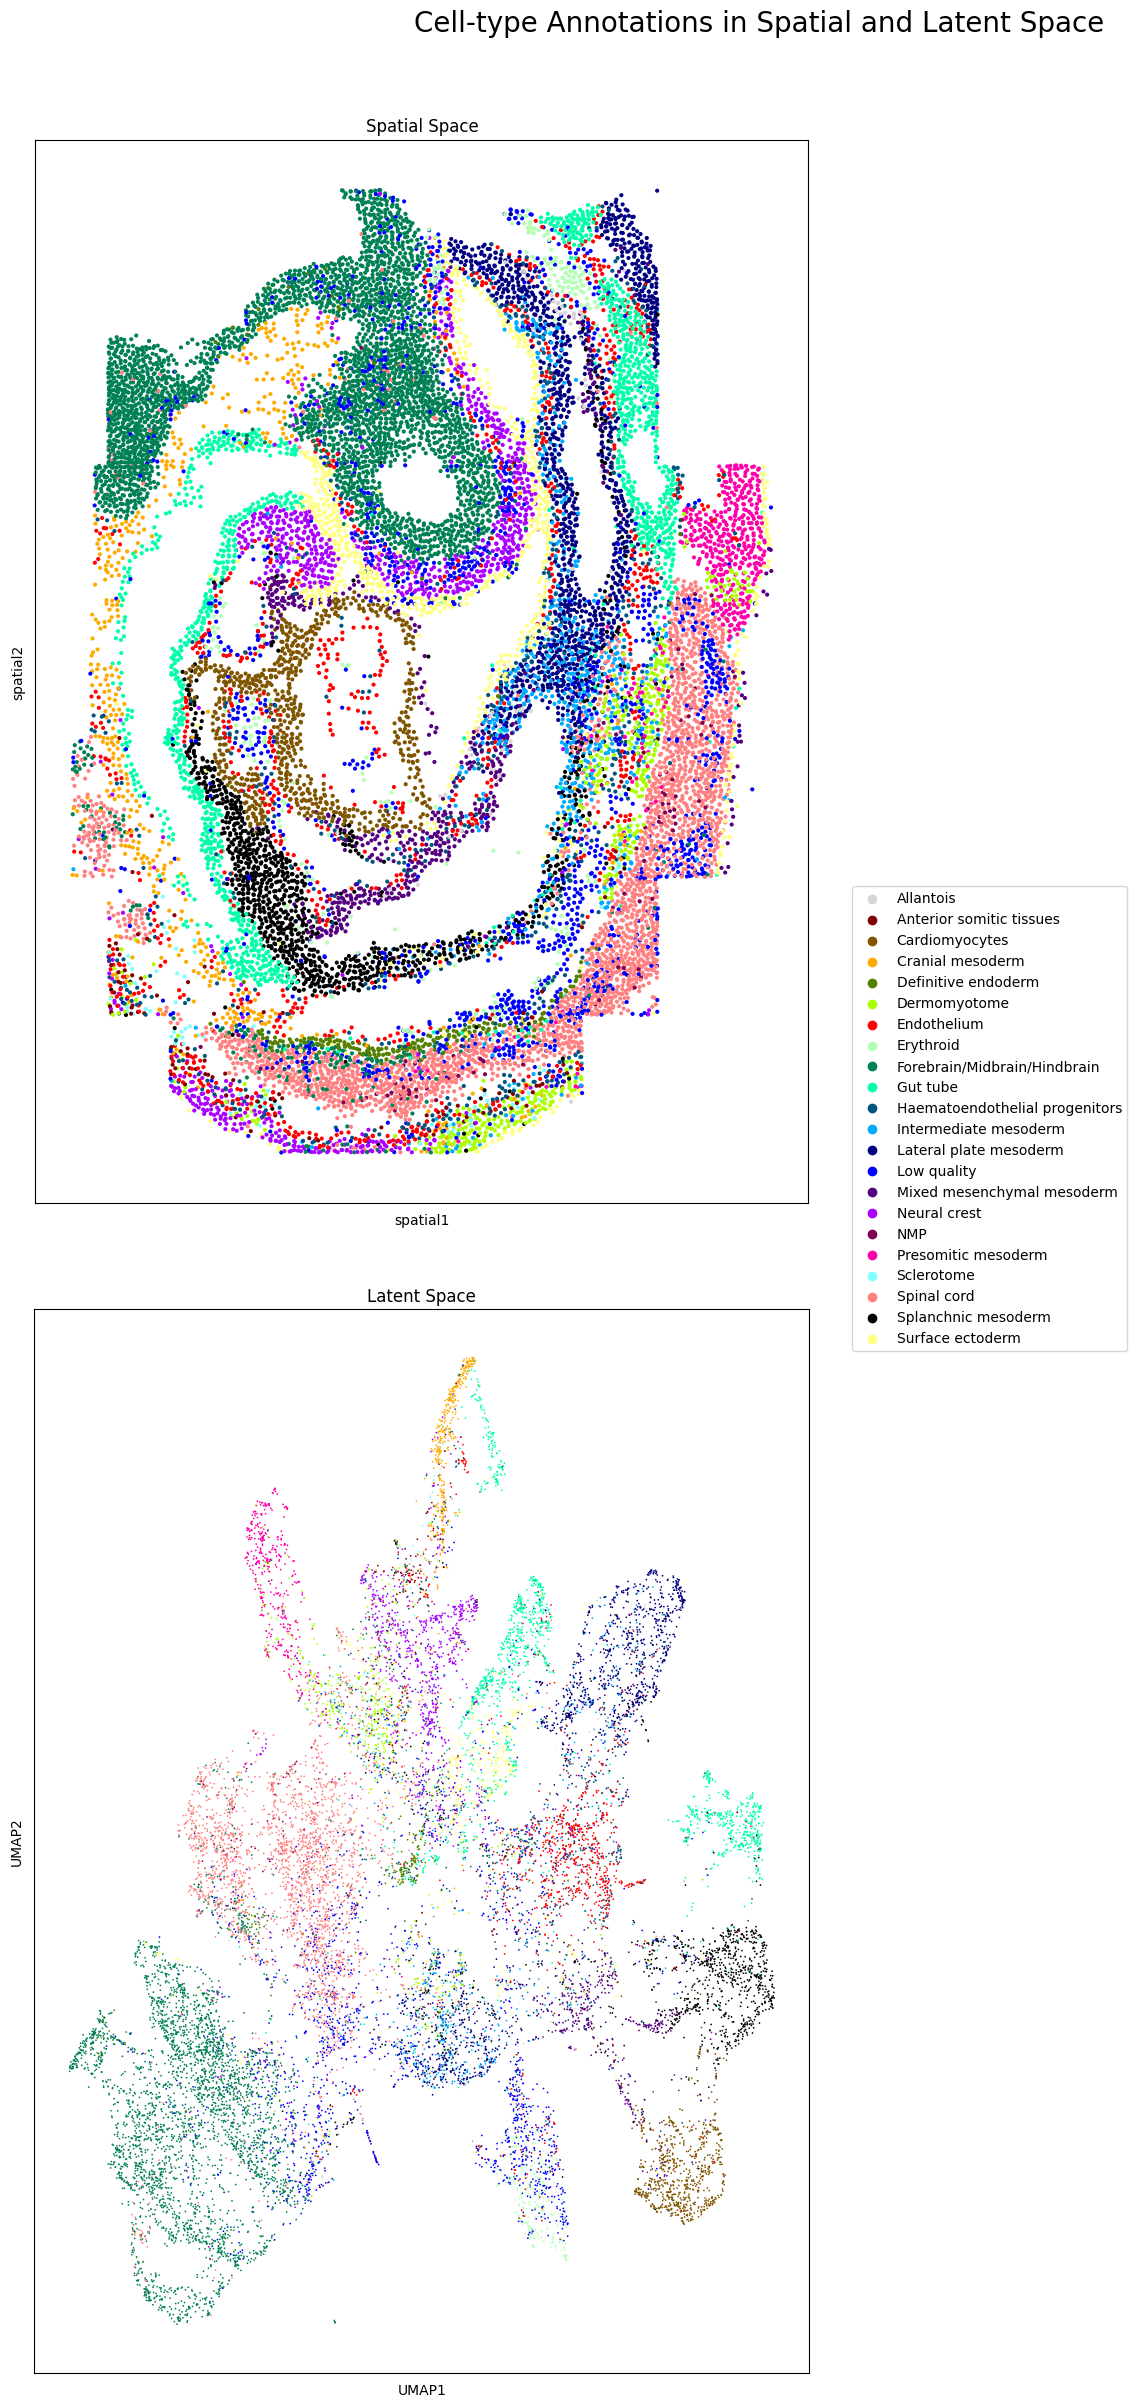 Cell-type Annotations in Spatial and Latent Space
Spatial Space
spatial2
spatial1
Allantois
Anterior somitic tissues
Cardiomyocytes
Cranial mesoderm
Definitive endoderm
Dermomyotome
Endothelium
Erythroid
Forebrain/Midbrain/Hindbrain
Gut tube
Haematoendothelial progenitors
Intermediate mesoderm
Lateral plate mesoderm
Low quality
Mixed mesenchymal mesoderm
Neural crest
NMP
Presomitic mesoderm
Sclerotome
Spinal cord
Splanchnic mesoderm
Surface ectoderm
Latent Space
UMAP2
UMAP1